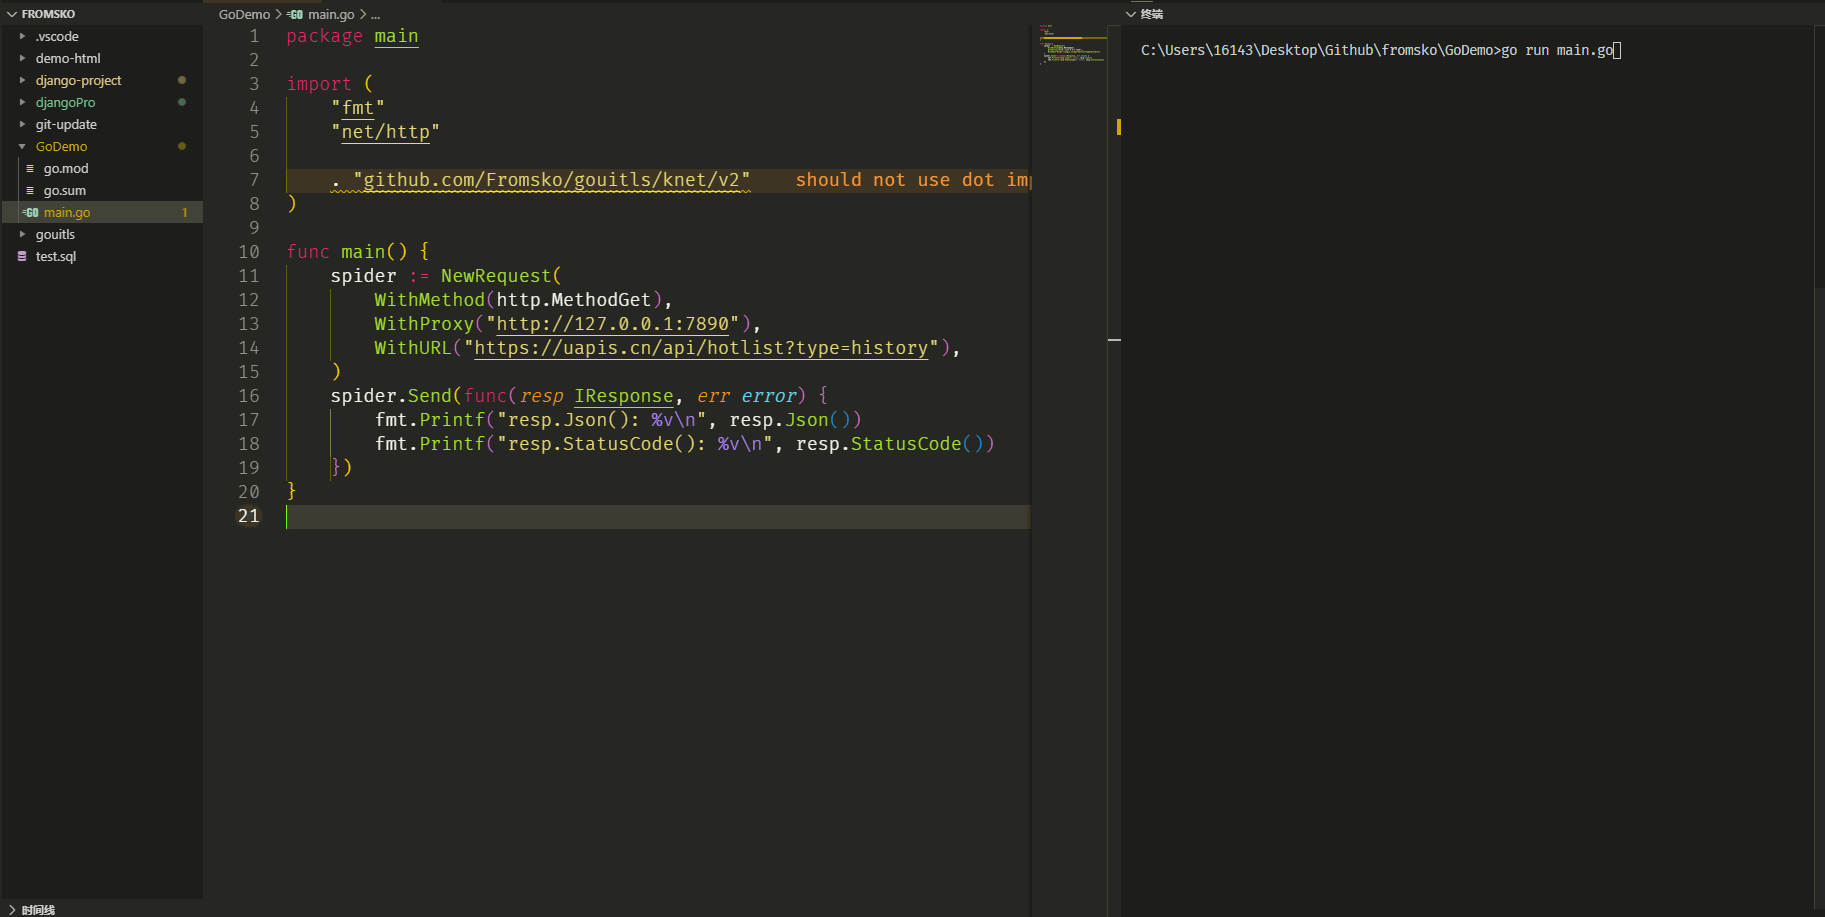 FROMSKO
.vscode
demo-html
django-project
djangoPro
git-update
GoDemo
go.mod
go.sum
main.go 1
gouitls
test.sql
时间线
GoDemo > GO main.go > ...
1 package main
2
3 import (
4 "fmt"
5 "net/http"
6
7 . "github.com/Fromsko/gouitls/knet/v2" should not use dot im
8 )
9
10 func main() {
11 spider := NewRequest(
12 WithMethod(http.MethodGet),
13 WithProxy("http://127.0.0.1:7890"),
14 WithURL("https://uapis.cn/api/hotlist?type=history"),
15 )
16 spider.Send(func(resp IResponse, err error) {
17 fmt.Printf("resp.Json(): %v\n", resp.Json())
18 fmt.Printf("resp.StatusCode(): %v\n", resp.StatusCode())
19 })
20 }
21
终端
C:\Users\16143\Desktop\Github\fromsko\GoDemo>go run main.go